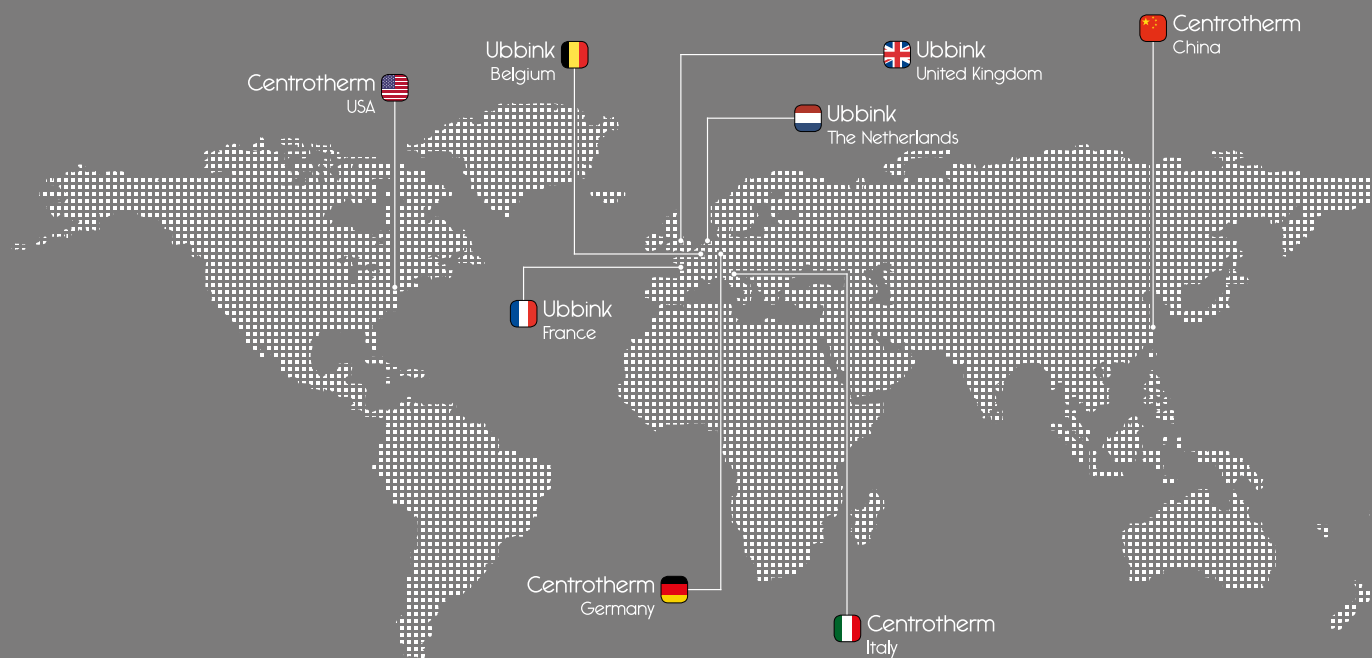 Centrotherm
China
Ubbink
Belgium
Ubbink
United Kingdom
Centrotherm
USA
Ubbink
The Netherlands
Ubbink
France
Centrotherm
Germany
Centrotherm
Italy